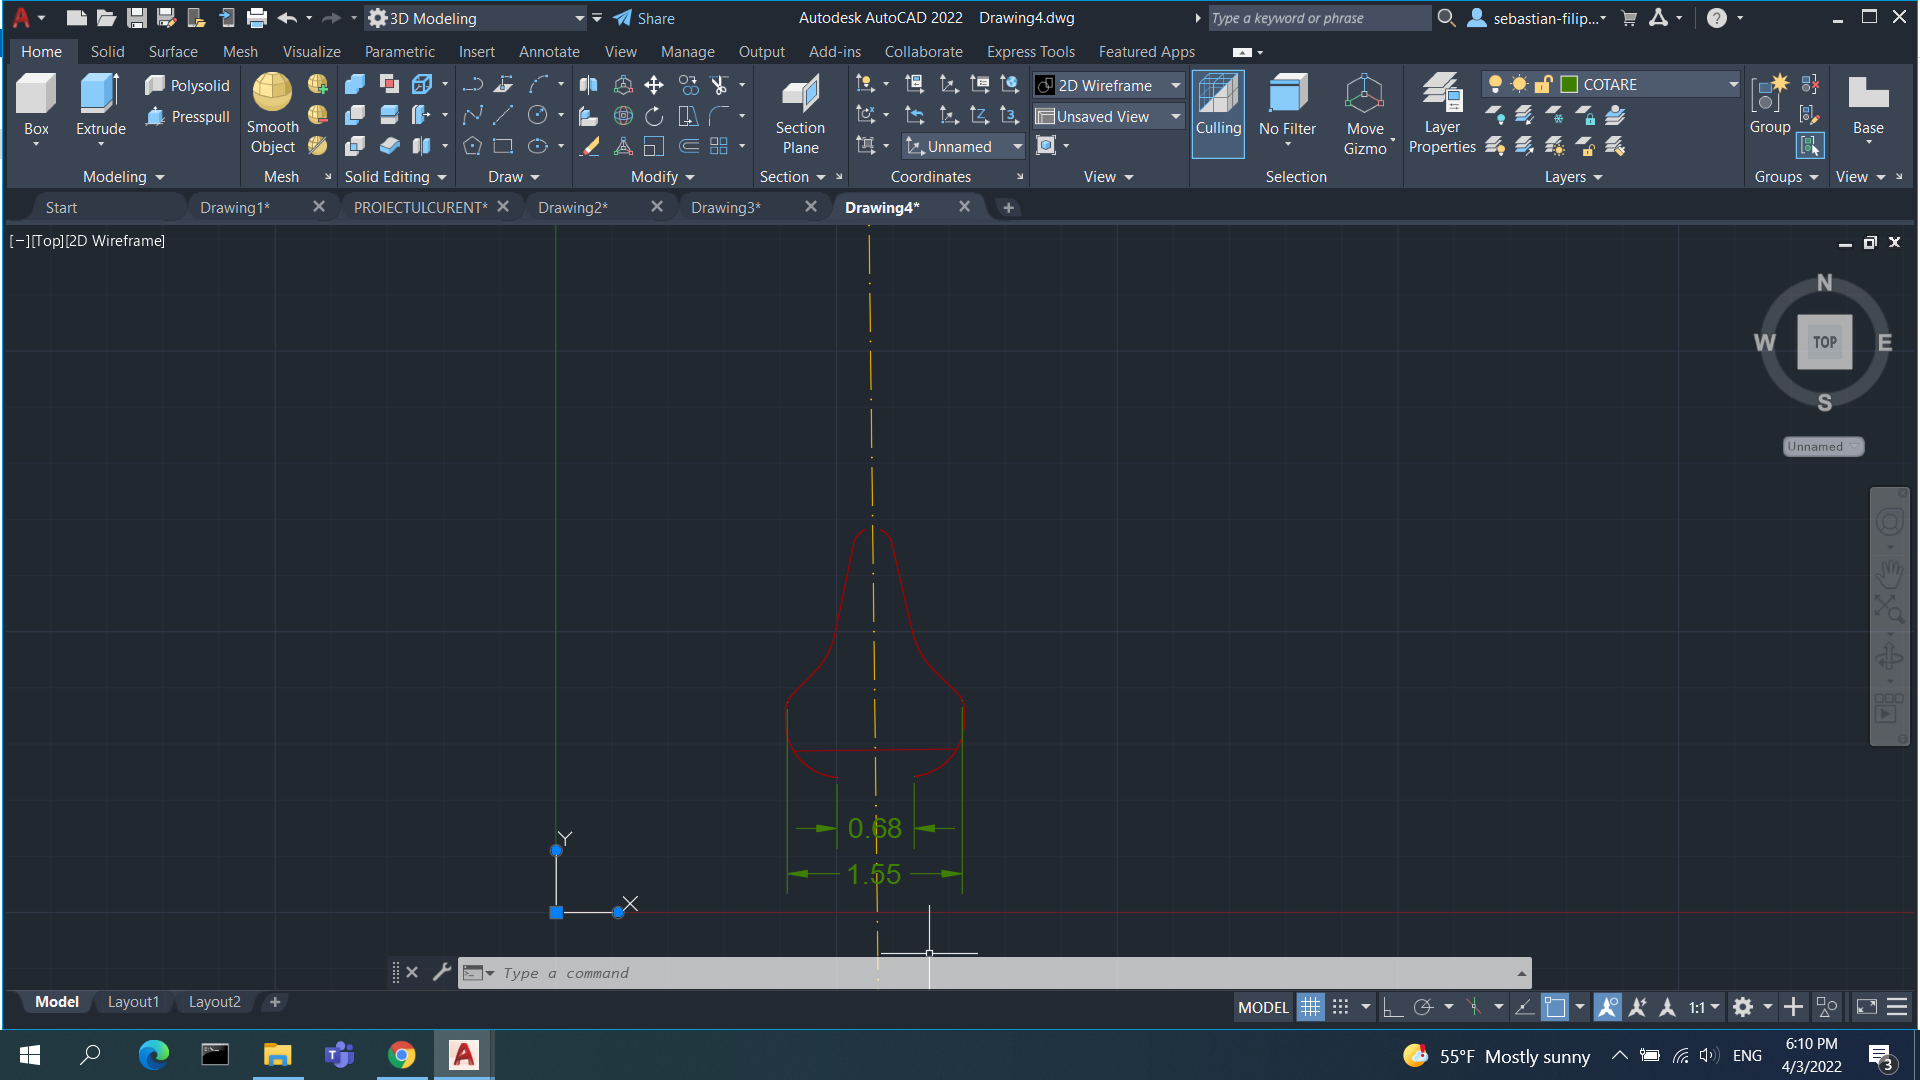 3D Modeling
Share
Autodesk AutoCAD 2022 Drawing4.dwg
Type a keyword or phrase
sebastian-filip...
Home Solid Surface Mesh Visualize Parametric Insert Annotate View Manage Output Add-ins Collaborate Express Tools Featured Apps
Box
Extrude
Polysolid
Presspull
Smooth
Object
Section
Plane
Unnamed
2D Wireframe
Unsaved View
Culling
No Filter
Move
Gizmo
Layer
Properties
COTARE
Group
Base
Modeling
Mesh
Solid Editing
Draw
Modify
Section
Coordinates
View
Selection
Layers
Groups
View
Start
Drawing1*
PROIECTULCURENT*
Drawing2*
Drawing3*
Drawing4*
[−][Top][2D Wireframe]
N
W
TOP
E
S
Unnamed
0.68
1.55
Y
X
Type a command
Model
Layout1
Layout2
MODEL
1:1
55°F Mostly sunny
ENG
6:10 PM
4/3/2022
3